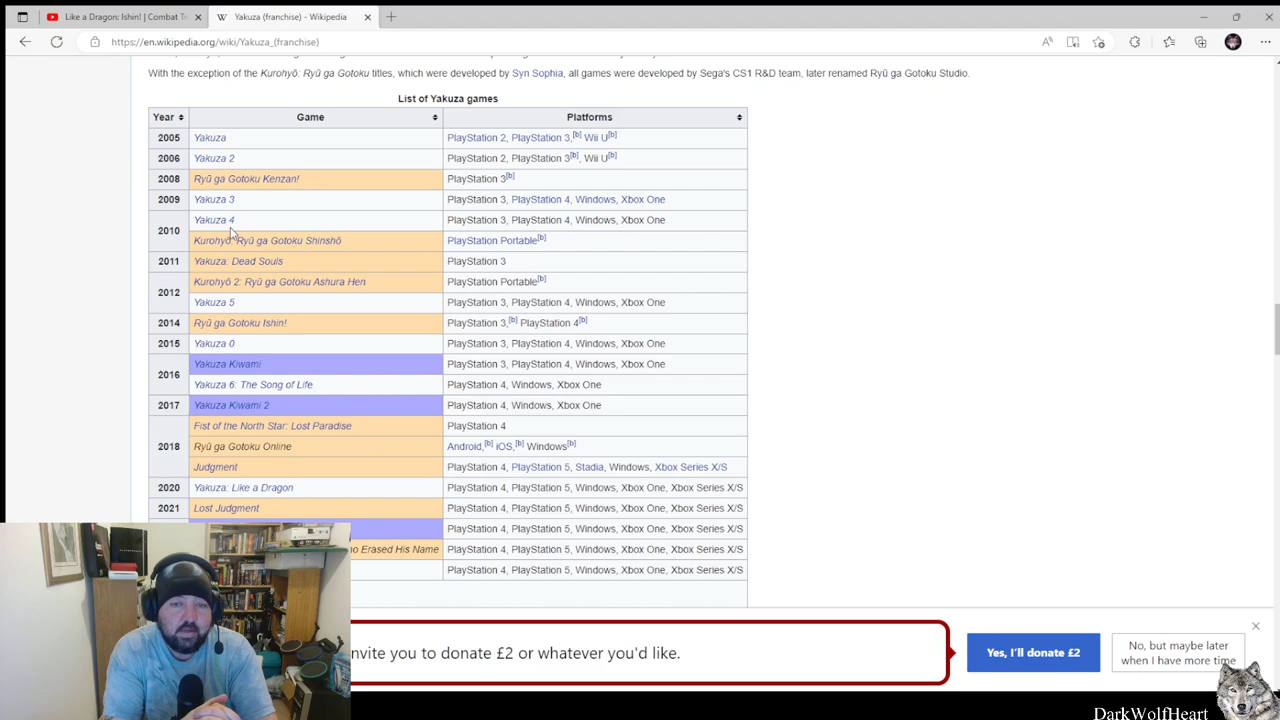 Like a Dragon: Ishin! | Combat T
Yakuza (franchise) - Wikipedia
https://en.wikipedia.org/wiki/Yakuza_(franchise)
With the exception of the Kurohyō: Ryū ga Gotoku titles, which were developed by Syn Sophia, all games were developed by Sega's CS1 R&D team, later renamed Ryū ga Gotoku Studio.
List of Yakuza games
Year Game Platforms
2005 Yakuza PlayStation 2, PlayStation 3,[b] Wii U[b]
2006 Yakuza 2 PlayStation 2, PlayStation 3[b], Wii U[b]
2008 Ryū ga Gotoku Kenzan! PlayStation 3[b]
2009 Yakuza 3 PlayStation 3, PlayStation 4, Windows, Xbox One
2010 Yakuza 4 PlayStation 3, PlayStation 4, Windows, Xbox One
Kurohyō: Ryū ga Gotoku Shinshō PlayStation Portable[b]
2011 Yakuza: Dead Souls PlayStation 3
2012 Kurohyō 2: Ryū ga Gotoku Ashura Hen PlayStation Portable[b]
Yakuza 5 PlayStation 3, PlayStation 4, Windows, Xbox One
2014 Ryū ga Gotoku Ishin! PlayStation 3,[b] PlayStation 4[b]
2015 Yakuza 0 PlayStation 3, PlayStation 4, Windows, Xbox One
2016 Yakuza Kiwami PlayStation 3, PlayStation 4, Windows, Xbox One
Yakuza 6: The Song of Life PlayStation 4, Windows, Xbox One
2017 Yakuza Kiwami 2 PlayStation 4, Windows, Xbox One
2018 Fist of the North Star: Lost Paradise PlayStation 4
Ryū ga Gotoku Online Android,[b] iOS,[b] Windows[b]
Judgment PlayStation 4, PlayStation 5, Stadia, Windows, Xbox Series X/S
2020 Yakuza: Like a Dragon PlayStation 4, PlayStation 5, Windows, Xbox One, Xbox Series X/S
2021 Lost Judgment PlayStation 4, PlayStation 5, Windows, Xbox One, Xbox Series X/S
PlayStation 4, PlayStation 5, Windows, Xbox One, Xbox Series X/S
o Erased His Name PlayStation 4, PlayStation 5, Windows, Xbox One, Xbox Series X/S
PlayStation 4, PlayStation 5, Windows, Xbox One, Xbox Series X/S
nvite you to donate £2 or whatever you'd like.
Yes, I'll donate £2
No, but maybe later
when I have more time
DarkWolfHeart